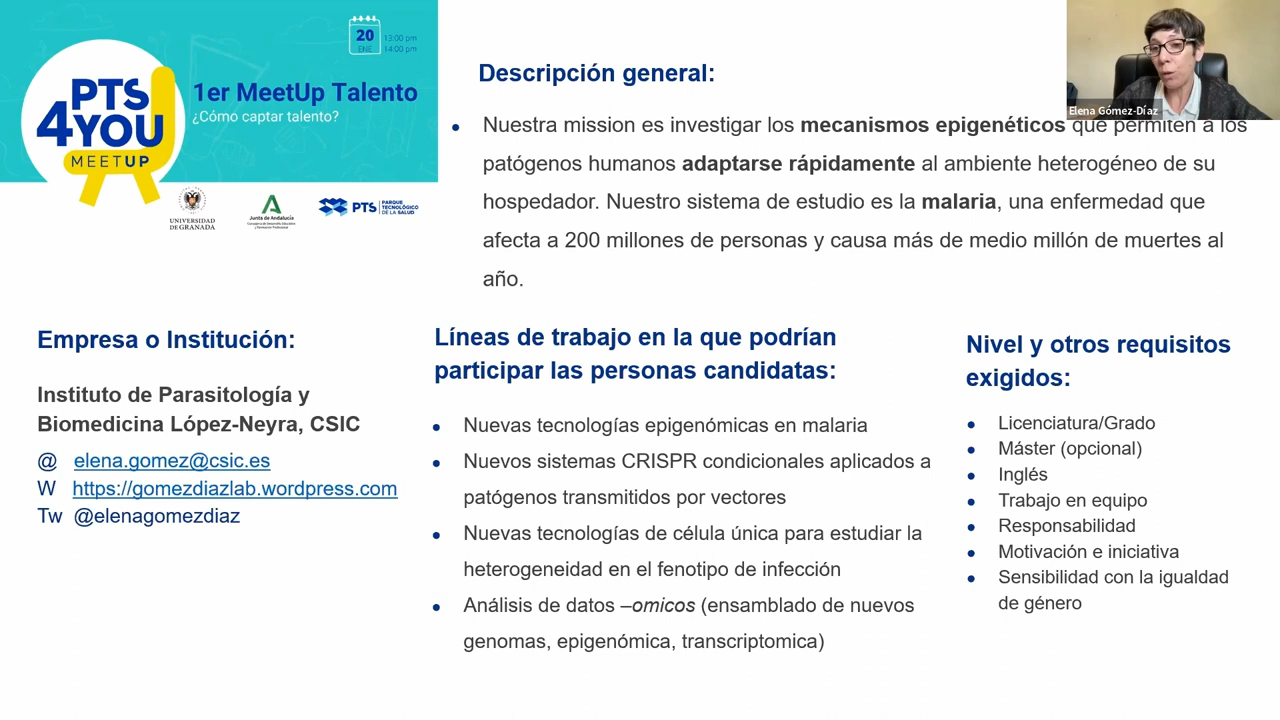 20
ENE
13:00 pm
14:00 pm
PTS
4YOU
MEETUP
1er MeetUp Talento
¿Cómo captar talento?
UNIVERSIDAD
DE GRANADA
Junta de Andalucía
PTS
PARQUE
TECNOLÓGICO
DE LA SALUD
Elena Gómez-Díaz
Descripción general:
• Nuestra mission es investigar los mecanismos epigenéticos que permiten a los
patógenos humanos adaptarse rápidamente al ambiente heterogéneo de su
hospedador. Nuestro sistema de estudio es la malaria, una enfermedad que
afecta a 200 millones de personas y causa más de medio millón de muertes al
año.
Empresa o Institución:
Instituto de Parasitología y
Biomedicina López-Neyra, CSIC
@ elena.gomez@csic.es
W https://gomezdiazlab.wordpress.com
Tw @elenagomezdiaz
Líneas de trabajo en la que podrían
participar las personas candidatas:
• Nuevas tecnologías epigenómicas en malaria
• Nuevos sistemas CRISPR condicionales aplicados a
patógenos transmitidos por vectores
• Nuevas tecnologías de célula única para estudiar la
heterogeneidad en el fenotipo de infección
• Análisis de datos –omicos (ensamblado de nuevos
genomas, epigenómica, transcriptomica)
Nivel y otros requisitos
exigidos:
• Licenciatura/Grado
• Máster (opcional)
• Inglés
• Trabajo en equipo
• Responsabilidad
• Motivación e iniciativa
• Sensibilidad con la igualdad
de género